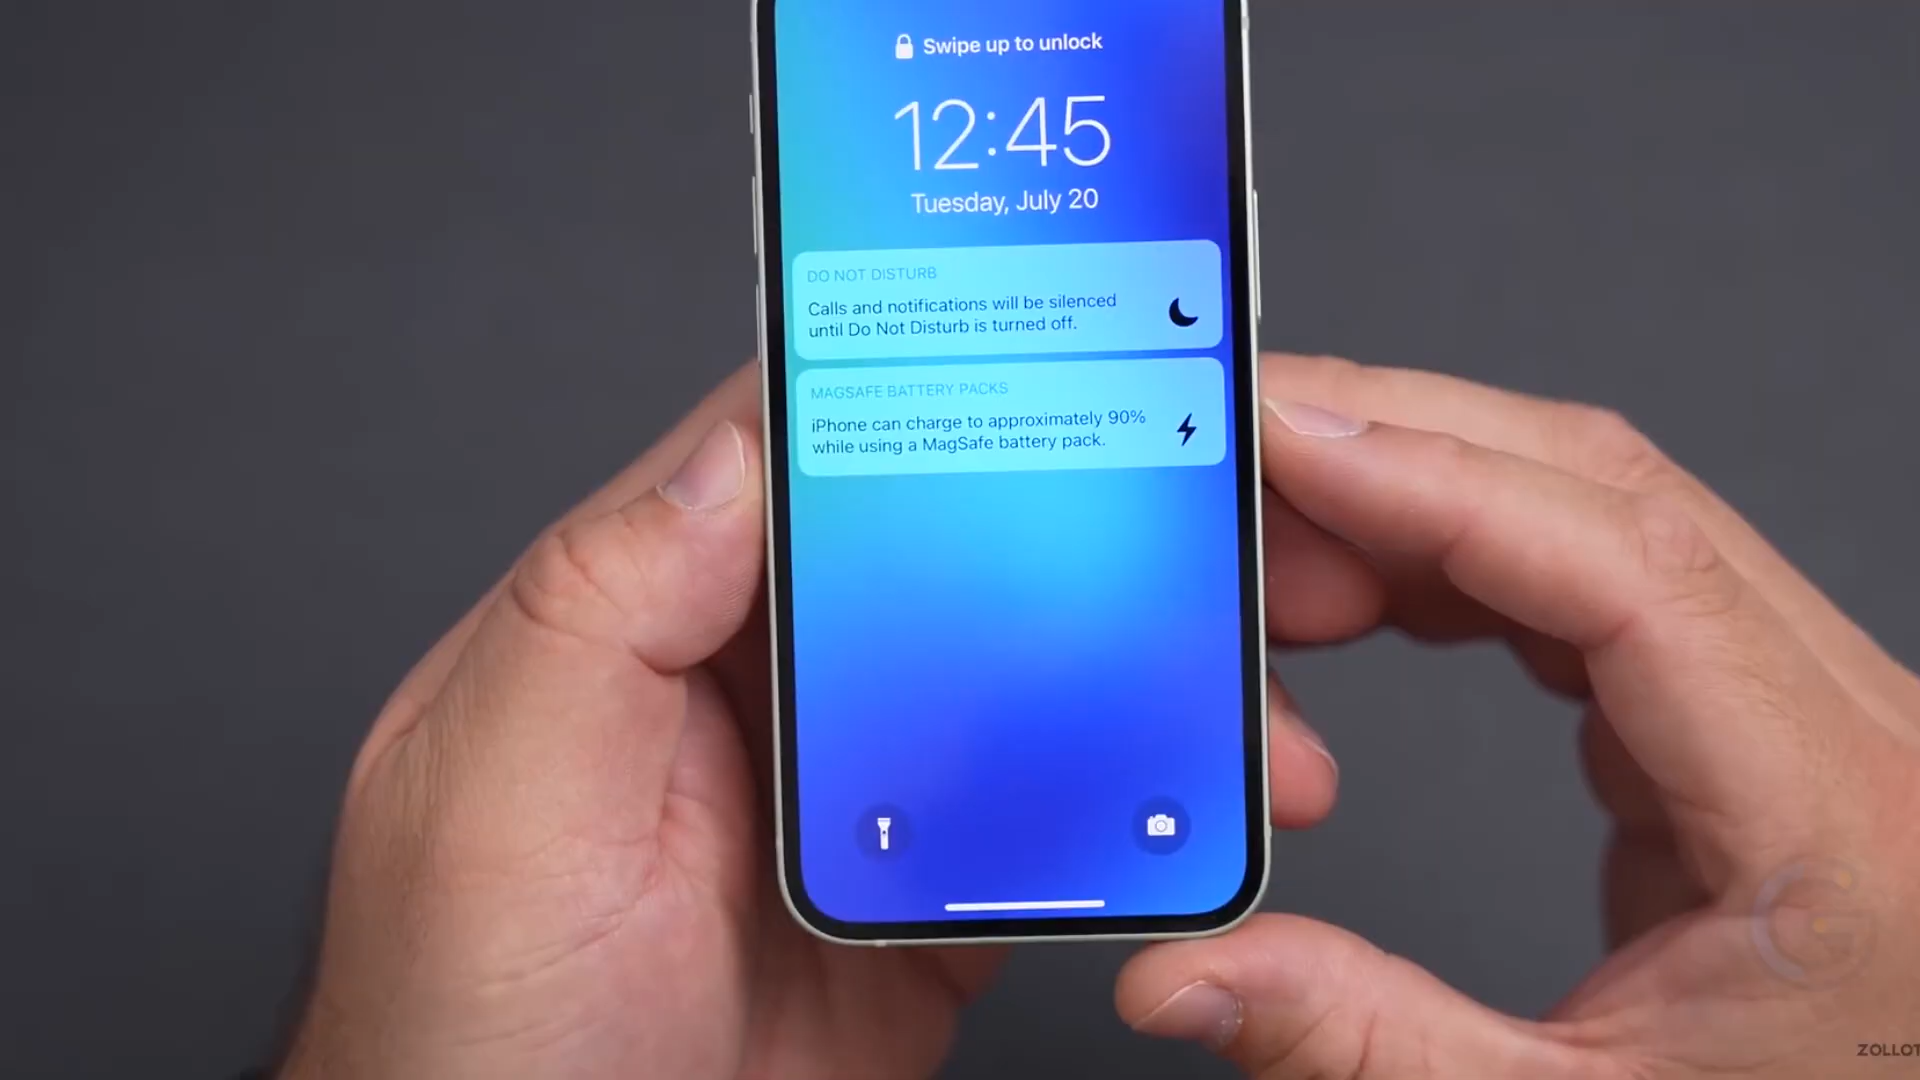 Swipe up to unlock
12:45
Tuesday, July 20
DO NOT DISTURB
Calls and notifications will be silenced
until Do Not Disturb is turned off.
MAGSAFE BATTERY PACKS
iPhone can charge to approximately 90%
while using a MagSafe battery pack.
ZOLLOT